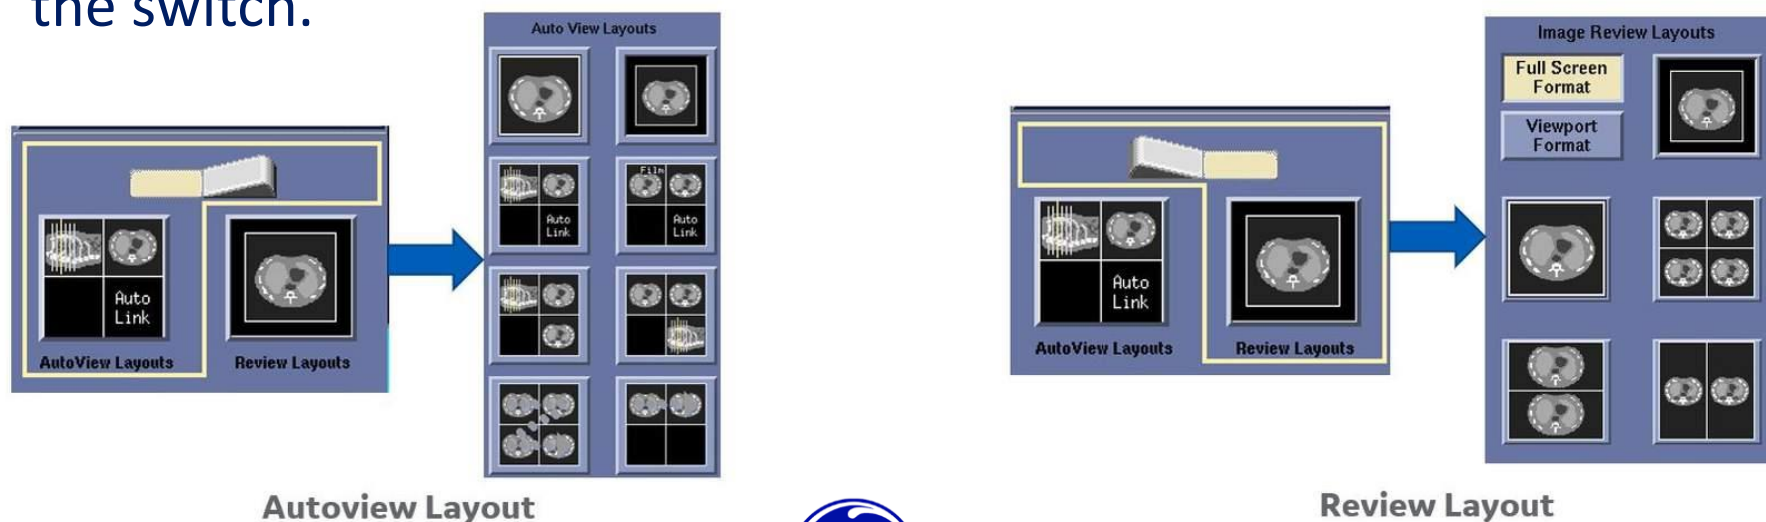 the switch.
Auto View Layouts
Film
Auto
Link
Auto
Link
Auto
Link
AutoView Layouts
Review Layouts
Autoview Layout
Image Review Layouts
Full Screen
Format
Viewport
Format
Auto
Link
AutoView Layouts
Review Layouts
Review Layout